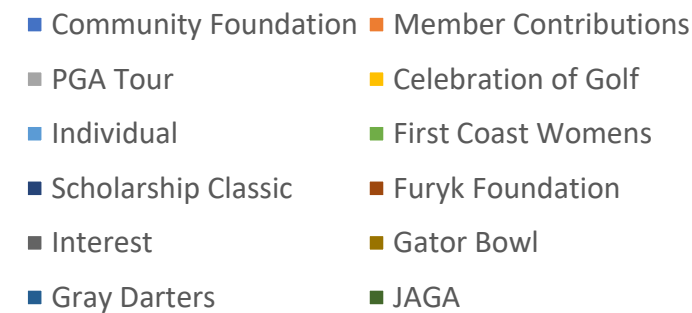 Community Foundation Member Contributions
PGA Tour Celebration of Golf
Individual First Coast Womens
Scholarship Classic Furyk Foundation
Interest Gator Bowl
Gray Darters JAGA